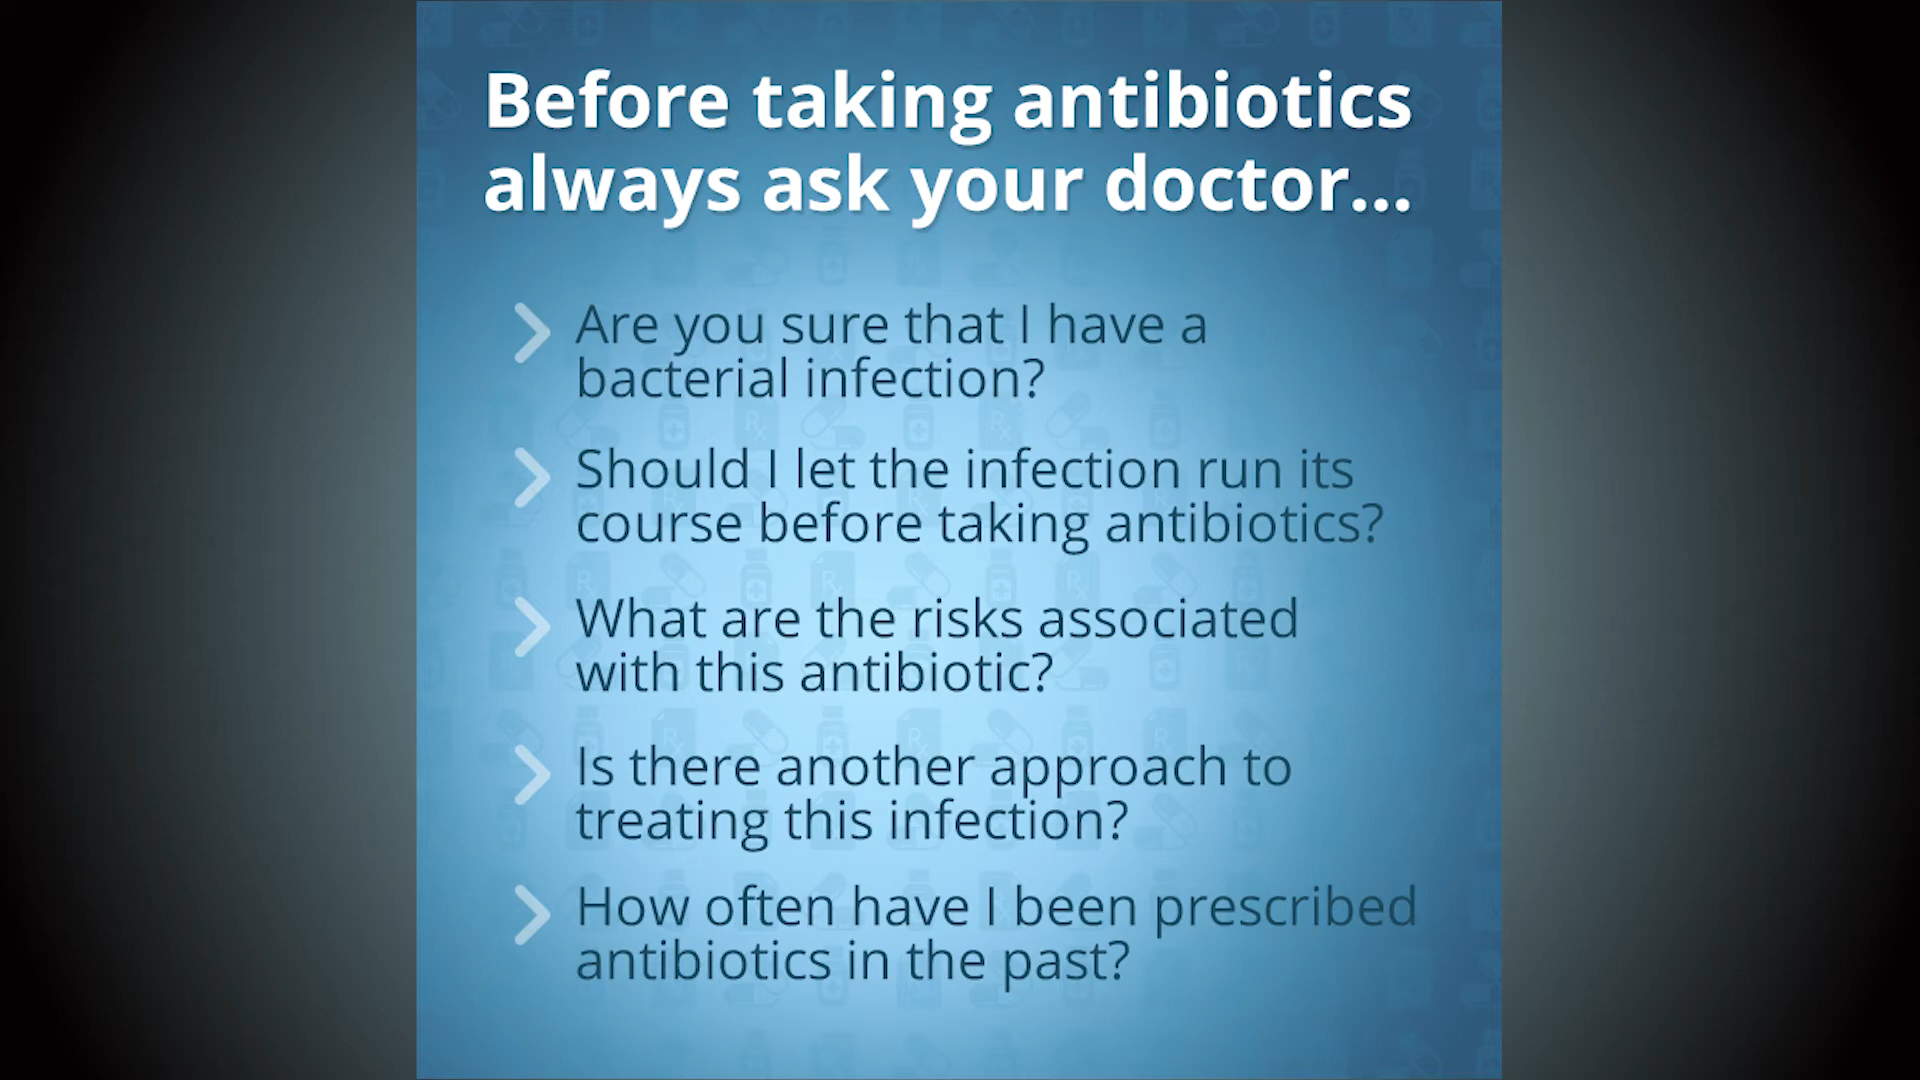 Before taking antibiotics
always ask your doctor...
Are you sure that I have a
bacterial infection?
Should I let the infection run its
course before taking antibiotics?
What are the risks associated
with this antibiotic?
Is there another approach to
treating this infection?
How often have I been prescribed
antibiotics in the past?